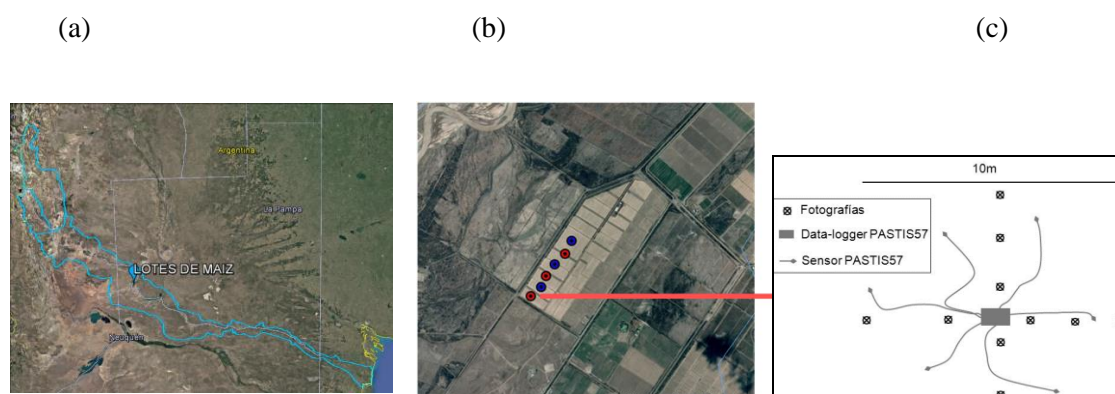 (a)
(b)
(c)
Argentina
La Pampa
LOTES DE MAIZ
Neuquén
10m
Fotografías
Data-logger PASTIS57
Sensor PASTIS57